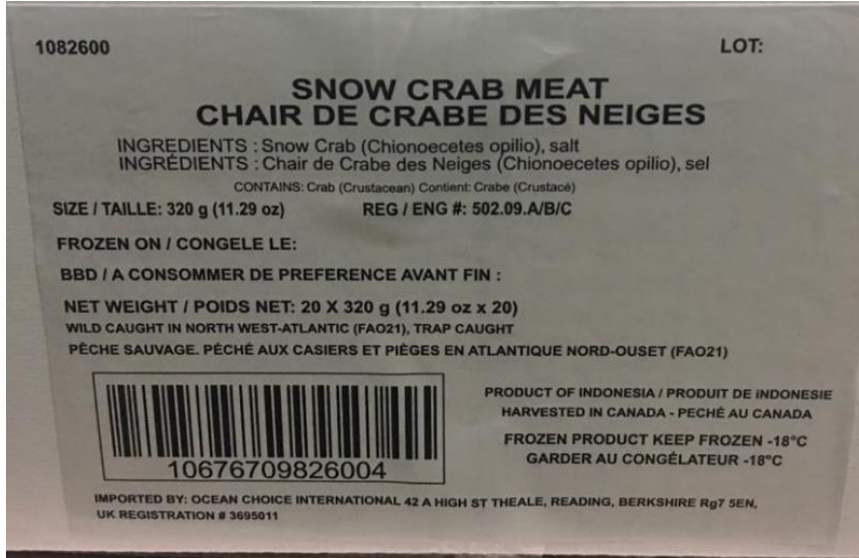 1082600 LOT:
SNOW CRAB MEAT
CHAIR DE CRABE DES NEIGES
INGREDIENTS : Snow Crab (Chionoecetes opilio), salt
INGRÉDIENTS : Chair de Crabe des Neiges (Chionoecetes opilio), sel
CONTAINS: Crab (Crustacean) Contient: Crabe (Crustacé)
SIZE / TAILLE: 320 g (11.29 oz) REG / ENG #: 502.09.A/B/C
FROZEN ON / CONGELE LE:
BBD / A CONSOMMER DE PREFERENCE AVANT FIN :
NET WEIGHT / POIDS NET: 20 X 320 g (11.29 oz x 20)
WILD CAUGHT IN NORTH WEST-ATLANTIC (FAO21), TRAP CAUGHT
PÊCHE SAUVAGE. PÉCHÉ AUX CASIERS ET PIÈGES EN ATLANTIQUE NORD-OUSET (FAO21)
PRODUCT OF INDONESIA / PRODUIT DE INDONESIE
HARVESTED IN CANADA - PECHÉ AU CANADA
FROZEN PRODUCT KEEP FROZEN -18°C
GARDER AU CONGÉLATEUR -18°C
10676709826004
IMPORTED BY: OCEAN CHOICE INTERNATIONAL 42 A HIGH ST THEALE, READING, BERKSHIRE Rg7 5EN,
UK REGISTRATION # 3695011